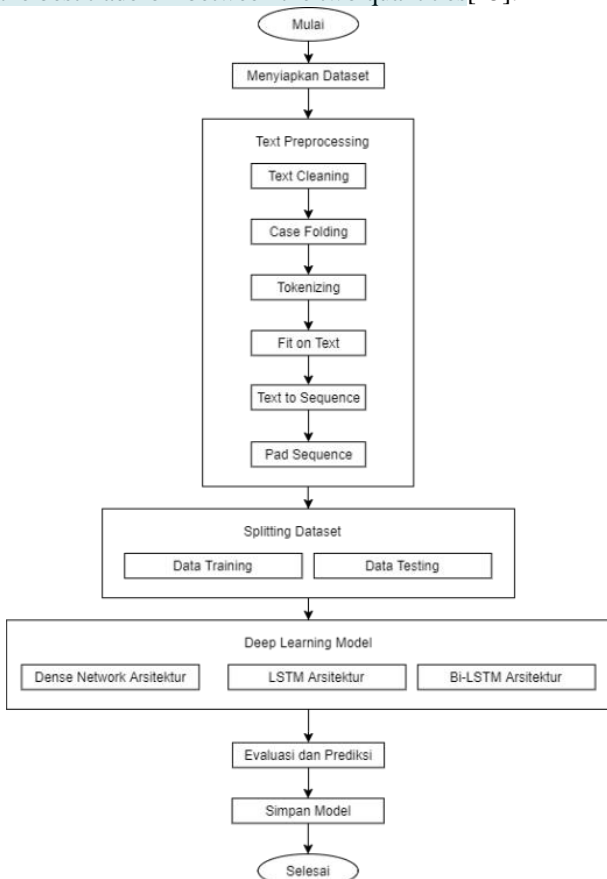 Mulai
Menyiapkan Dataset
Text Preprocessing
Text Cleaning
Case Folding
Tokenizing
Fit on Text
Text to Sequence
Pad Sequence
Splitting Dataset
Data Training
Data Testing
Deep Learning Model
Dense Network Arsitektur
LSTM Arsitektur
Bi-LSTM Arsitektur
Evaluasi dan Prediksi
Simpan Model
Selesai